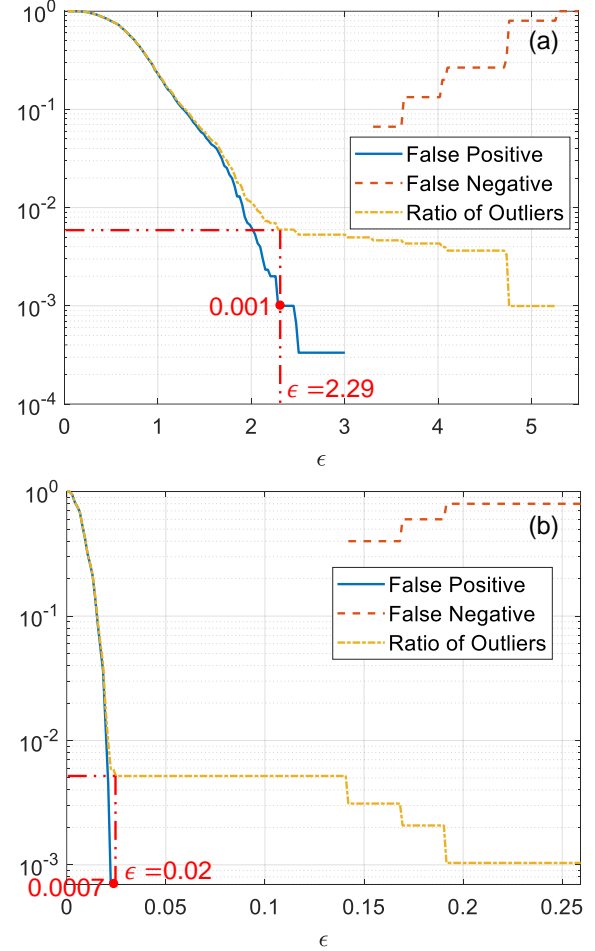 10^0
(a)
10^-1
False Positive
False Negative
10^-2
Ratio of Outliers
10^-3
0.001
ϵ =2.29
10^-4
0 1 2 3 4 5
ϵ
10^0
(b)
False Positive
10^-1
False Negative
Ratio of Outliers
10^-2
10^-3
ϵ =0.02
0.0007
0 0.05 0.1 0.15 0.2 0.25
ϵ